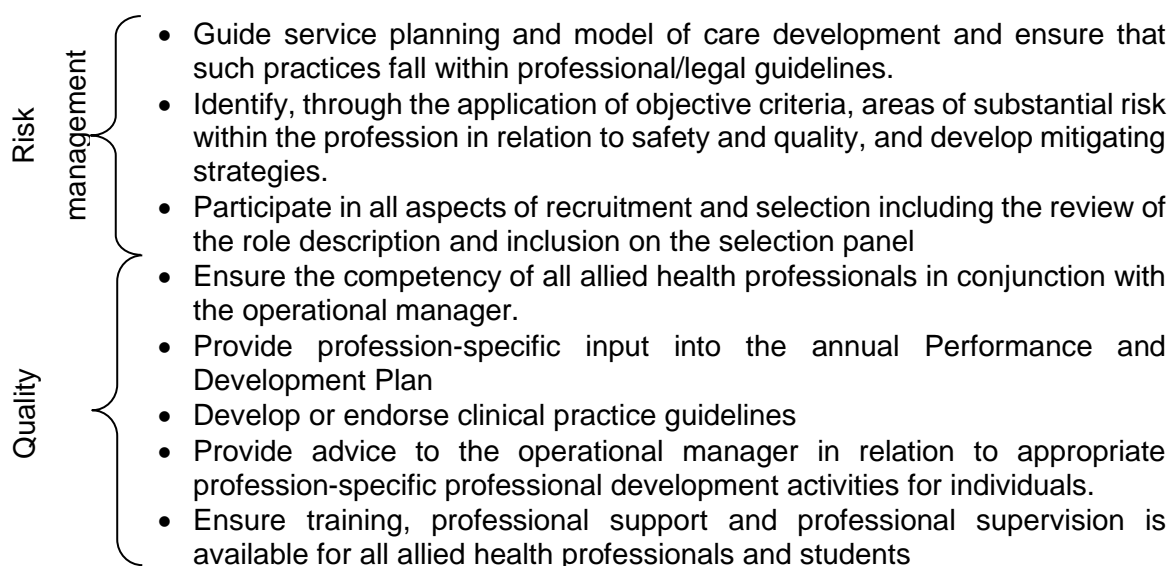 Risk
management
• Guide service planning and model of care development and ensure that
such practices fall within professional/legal guidelines.
• Identify, through the application of objective criteria, areas of substantial risk
within the profession in relation to safety and quality, and develop mitigating
strategies.
• Participate in all aspects of recruitment and selection including the review of
the role description and inclusion on the selection panel
Quality
• Ensure the competency of all allied health professionals in conjunction with
the operational manager.
• Provide profession-specific input into the annual Performance and
Development Plan
• Develop or endorse clinical practice guidelines
• Provide advice to the operational manager in relation to appropriate
profession-specific professional development activities for individuals.
• Ensure training, professional support and professional supervision is
available for all allied health professionals and students